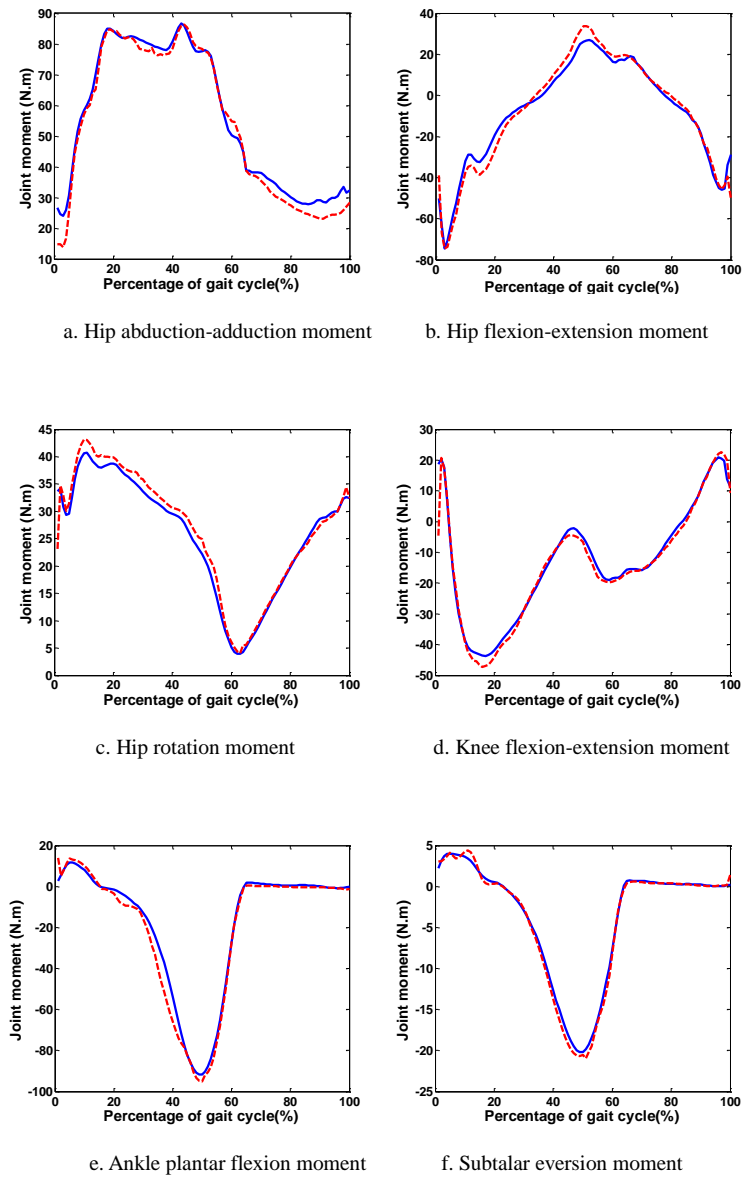 90
80
70
60
50
40
30
20
10
Joint moment (N.m)
0 20 40 60 80 100
Percentage of gait cycle(%)
a. Hip abduction-adduction moment
40
20
0
-20
-40
-60
-80
Joint moment (N.m)
0 20 40 60 80 100
Percentage of gait cycle(%)
b. Hip flexion-extension moment
45
40
35
30
25
20
15
10
5
0
Joint moment (N.m)
0 20 40 60 80 100
Percentage of gait cycle(%)
c. Hip rotation moment
30
20
10
0
-10
-20
-30
-40
-50
Joint moment (N.m)
0 20 40 60 80 100
Percentage of gait cycle(%)
d. Knee flexion-extension moment
20
0
-20
-40
-60
-80
-100
Joint moment (N.m)
0 20 40 60 80 100
Percentage of gait cycle(%)
e. Ankle plantar flexion moment
5
0
-5
-10
-15
-20
-25
Joint moment (N.m)
0 20 40 60 80 100
Percentage of gait cycle(%)
f. Subtalar eversion moment